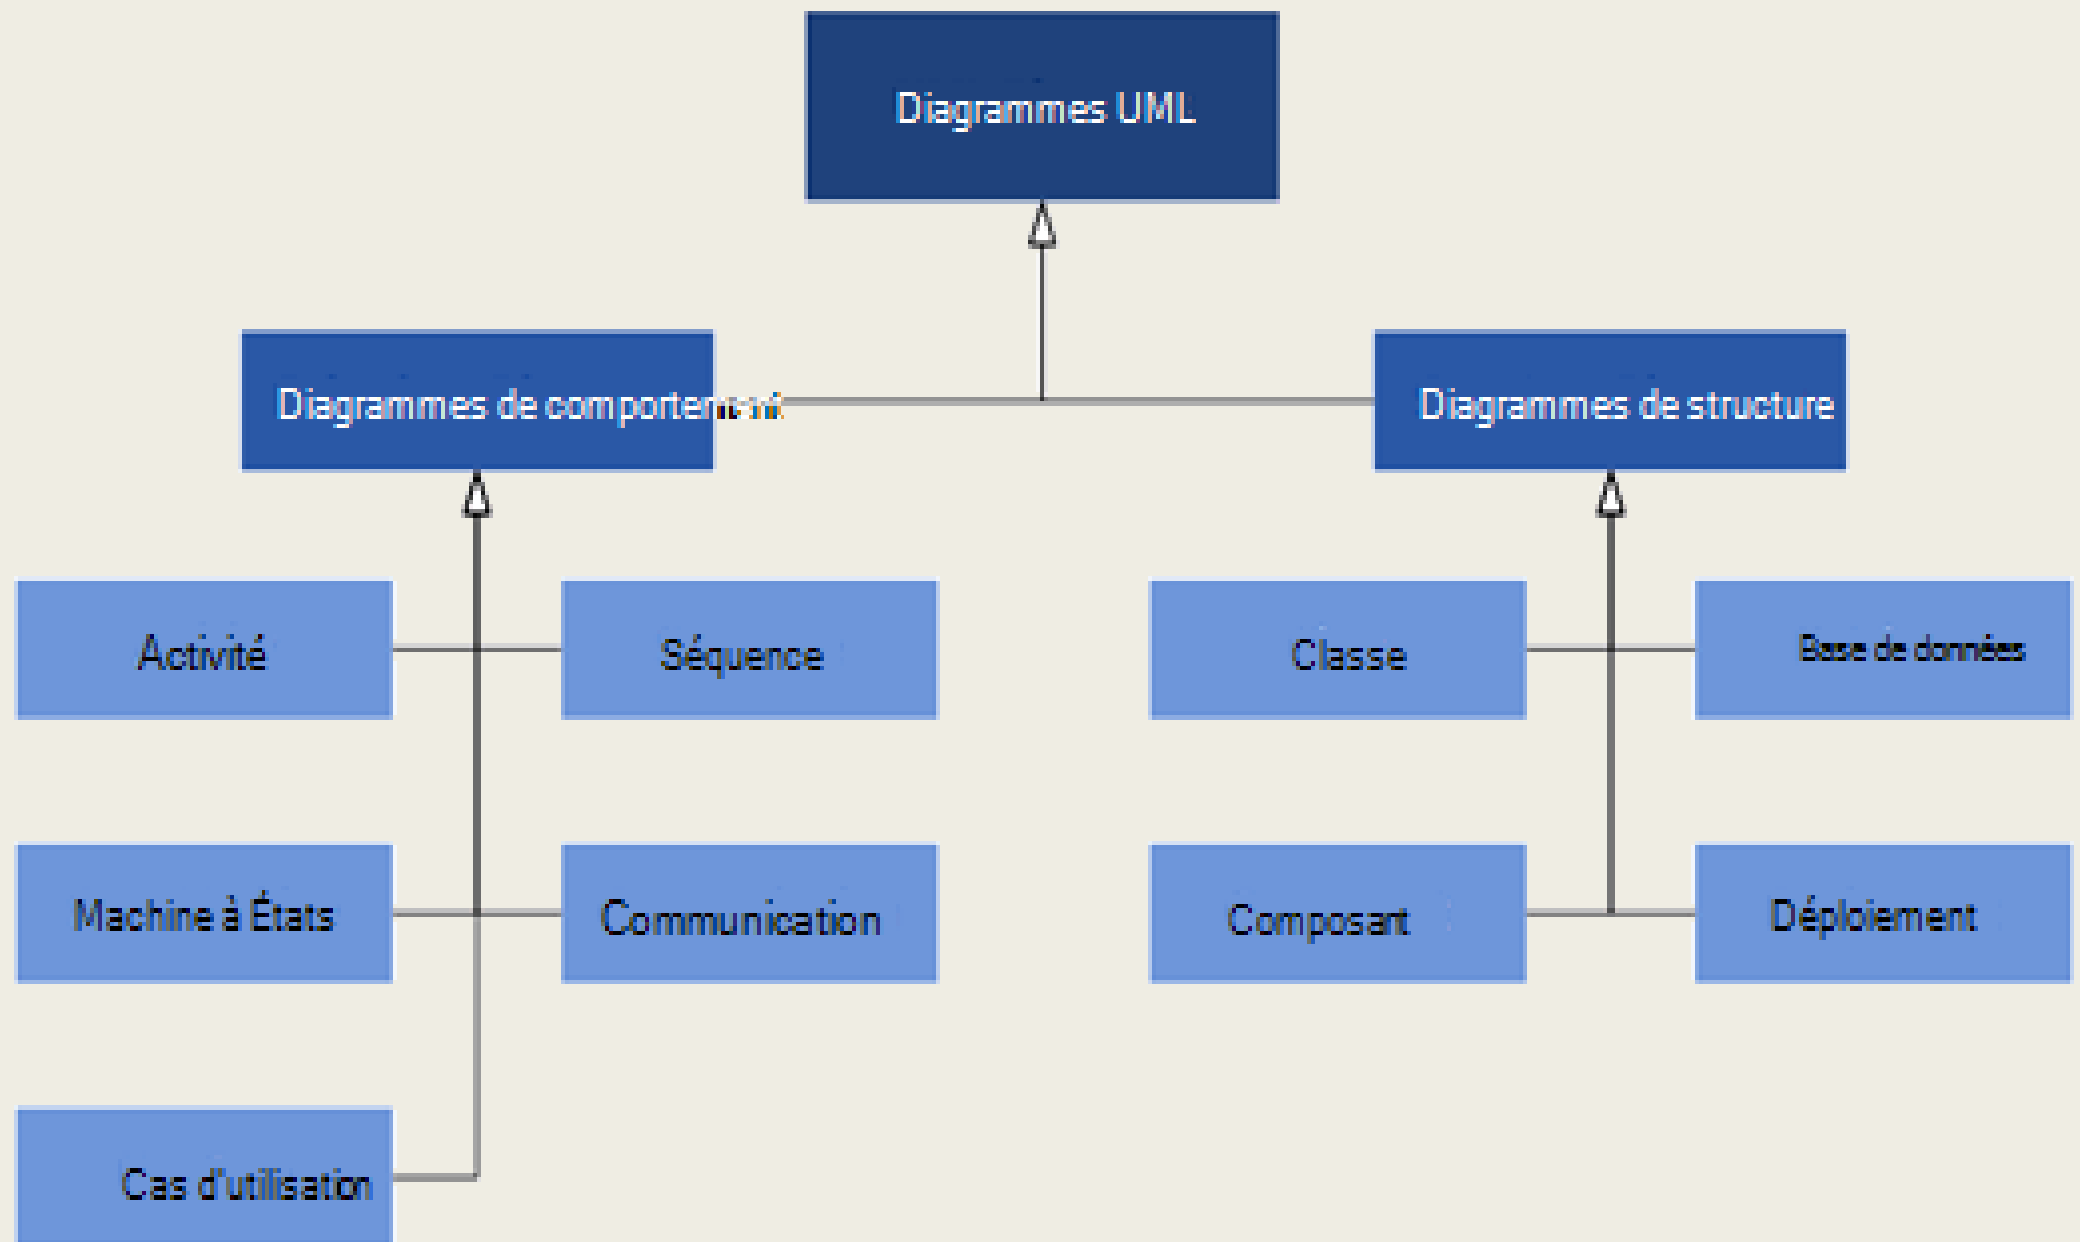 Diagrammes UML
Diagrammes de comportement
Diagrammes de structure
Activité
Séquence
Classe
Base de données
Machine à États
Communication
Composant
Déploiement
Cas d'utilisation